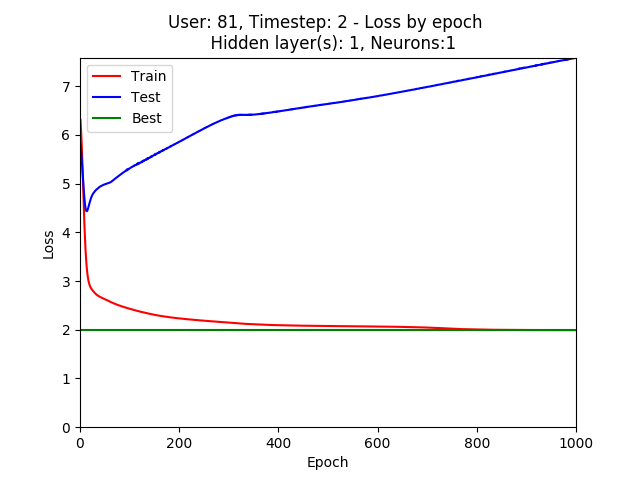 User: 81, Timestep: 2 - Loss by epoch
Hidden layer(s): 1, Neurons:1
Train
Test
Best
Loss
7
6
5
4
3
2
1
0
0 200 400 600 800 1000
Epoch